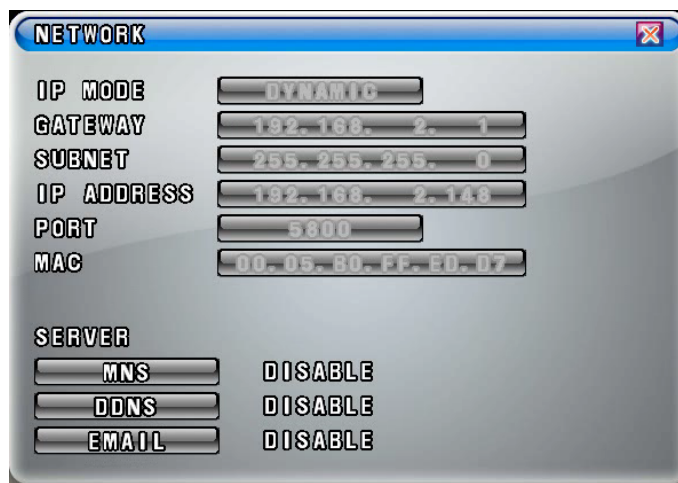 NETWORK
IP MODE DYNAMIC
GATEWAY 192.168. 2. 1
SUBNET 255.255.255. 0
IP ADDRESS 192.168. 2.148
PORT 5800
MAC 00.05.B0.FF.ED.D7
SERVER
MNS DISABLE
DDNS DISABLE
EMAIL DISABLE